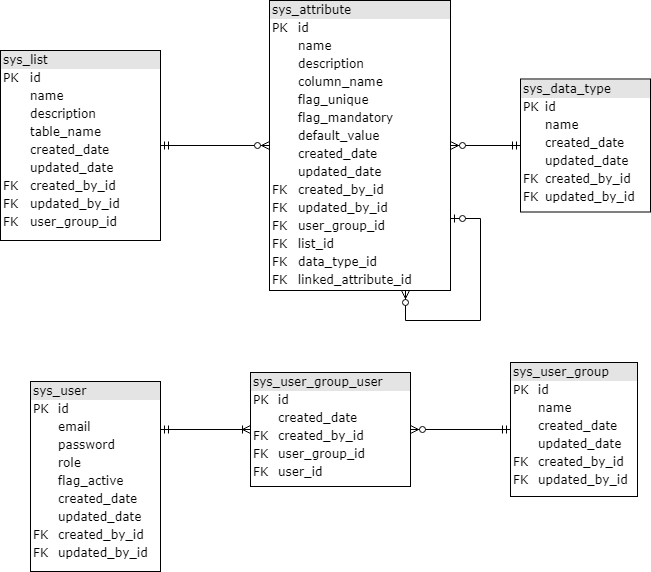 sys_list
PK id
name
description
table_name
created_date
updated_date
FK created_by_id
FK updated_by_id
FK user_group_id
sys_attribute
PK id
name
description
column_name
flag_unique
flag_mandatory
default_value
created_date
updated_date
FK created_by_id
FK updated_by_id
FK user_group_id
FK list_id
FK data_type_id
FK linked_attribute_id
sys_data_type
PK id
name
created_date
updated_date
FK created_by_id
FK updated_by_id
sys_user
PK id
email
password
role
flag_active
created_date
updated_date
FK created_by_id
FK updated_by_id
sys_user_group_user
PK id
created_date
FK created_by_id
FK user_group_id
FK user_id
sys_user_group
PK id
name
created_date
updated_date
FK created_by_id
FK updated_by_id